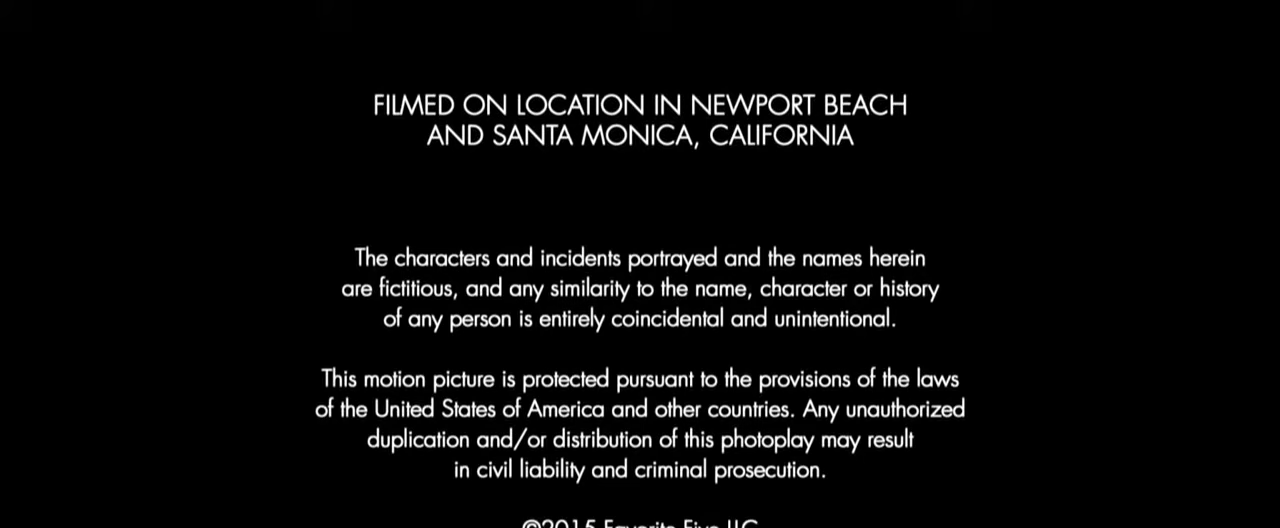 FILMED ON LOCATION IN NEWPORT BEACH
AND SANTA MONICA, CALIFORNIA
The characters and incidents portrayed and the names herein
are fictitious, and any similarity to the name, character or history
of any person is entirely coincidental and unintentional.
This motion picture is protected pursuant to the provisions of the laws
of the United States of America and other countries. Any unauthorized
duplication and/or distribution of this photoplay may result
in civil liability and criminal prosecution.
©2015 Favorite Five LLC